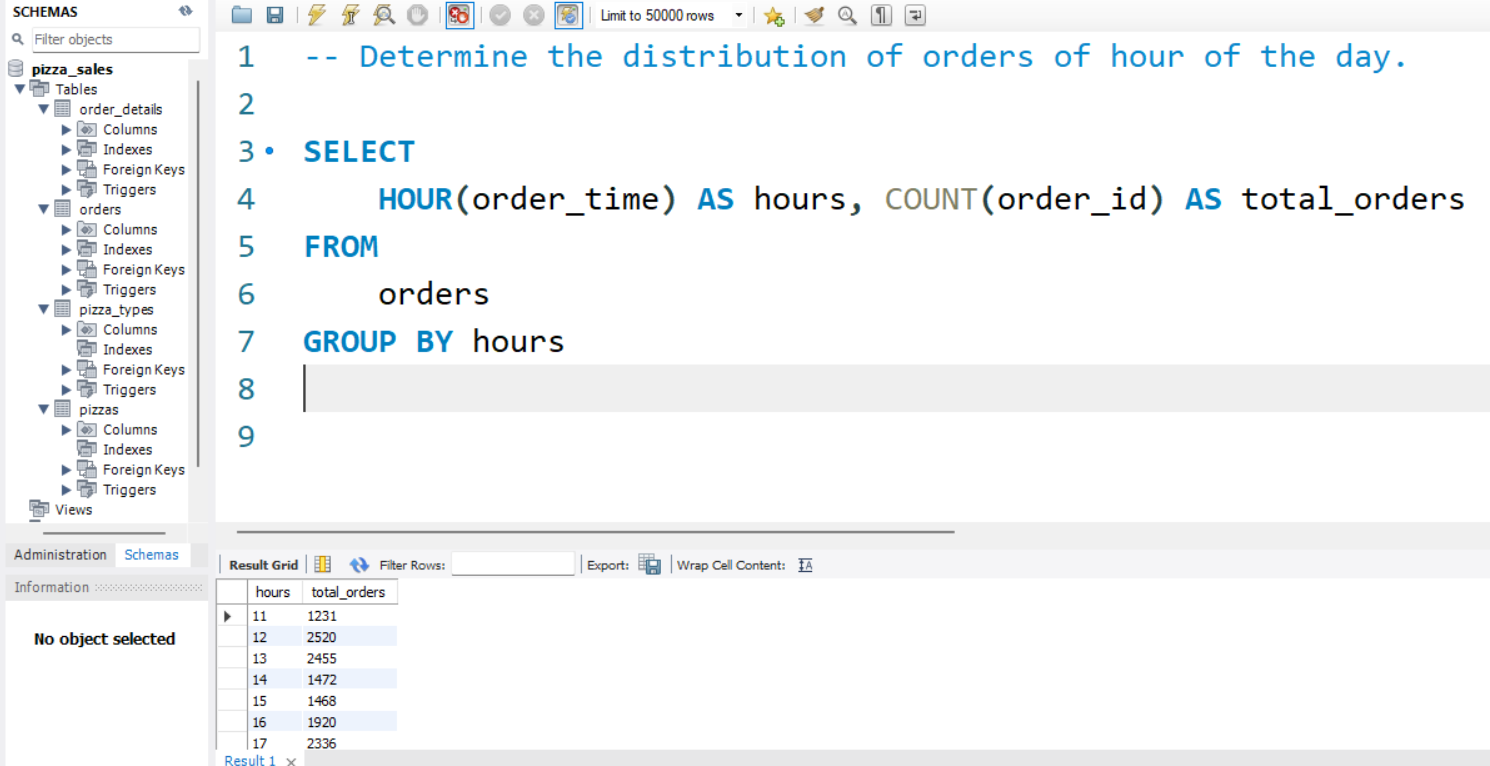 SCHEMAS
Filter objects
pizza_sales
Tables
order_details
Columns
Indexes
Foreign Keys
Triggers
orders
Columns
Indexes
Foreign Keys
Triggers
pizza_types
Columns
Indexes
Foreign Keys
Triggers
pizzas
Columns
Indexes
Foreign Keys
Triggers
Views
Administration Schemas
Information
No object selected
Limit to 50000 rows
1 -- Determine the distribution of orders of hour of the day.
2
3 SELECT
4 HOUR(order_time) AS hours, COUNT(order_id) AS total_orders
5 FROM
6 orders
7 GROUP BY hours
8
9
Result Grid Filter Rows: Export: Wrap Cell Content:
hours total_orders
11 1231
12 2520
13 2455
14 1472
15 1468
16 1920
17 2336
Result 1